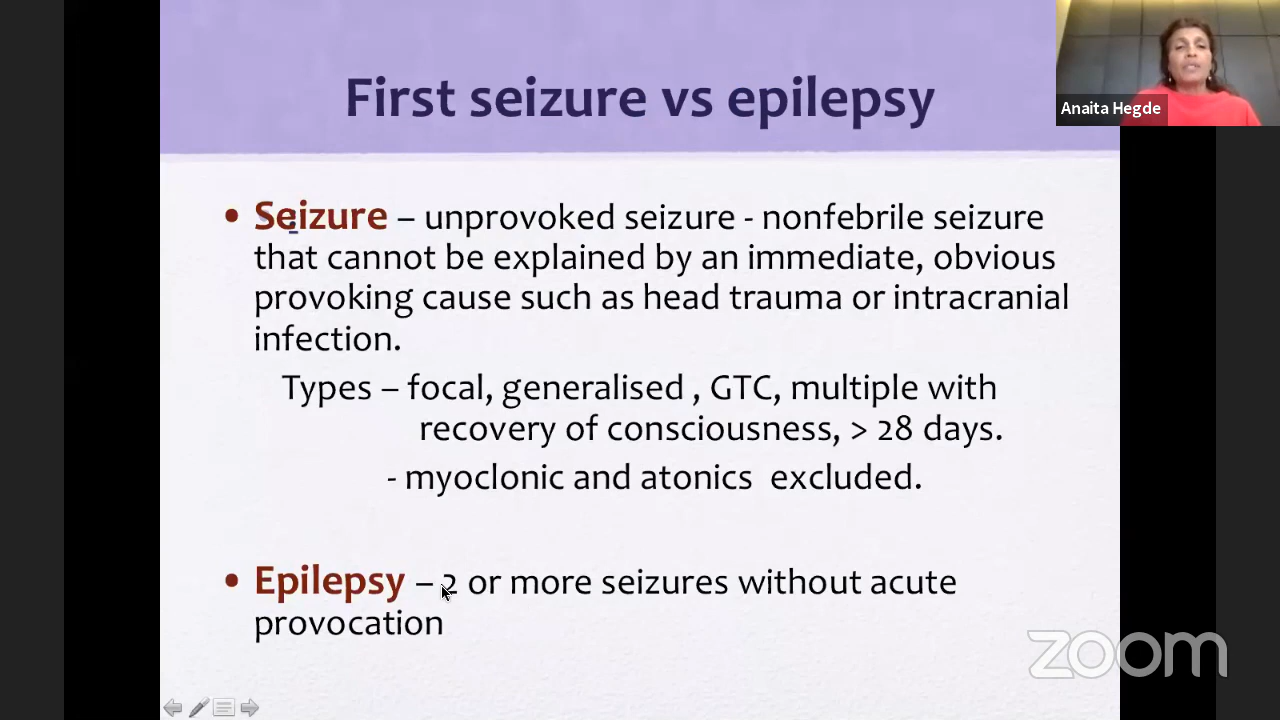 First seizure vs epilepsy
Anaita Hegde
• Seizure – unprovoked seizure - nonfebrile seizure
that cannot be explained by an immediate, obvious
provoking cause such as head trauma or intracranial
infection.
Types – focal, generalised , GTC, multiple with
recovery of consciousness, > 28 days.
- myoclonic and atonics excluded.
• Epilepsy – 2 or more seizures without acute
provocation
zoom